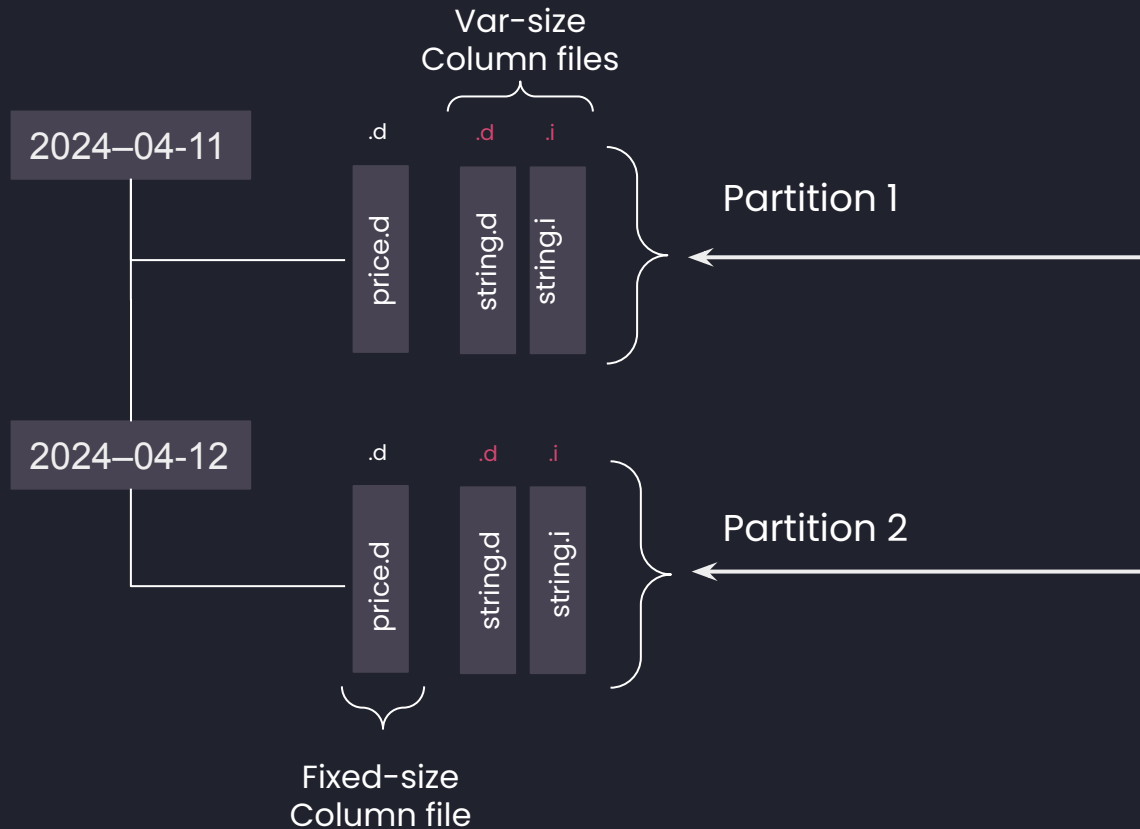 Var-size
Column files
2024–04-11
.d
.d
.i
price.d
string.d
string.i
Partition 1
2024–04-12
.d
.d
.i
price.d
string.d
string.i
Partition 2
Fixed-size
Column file